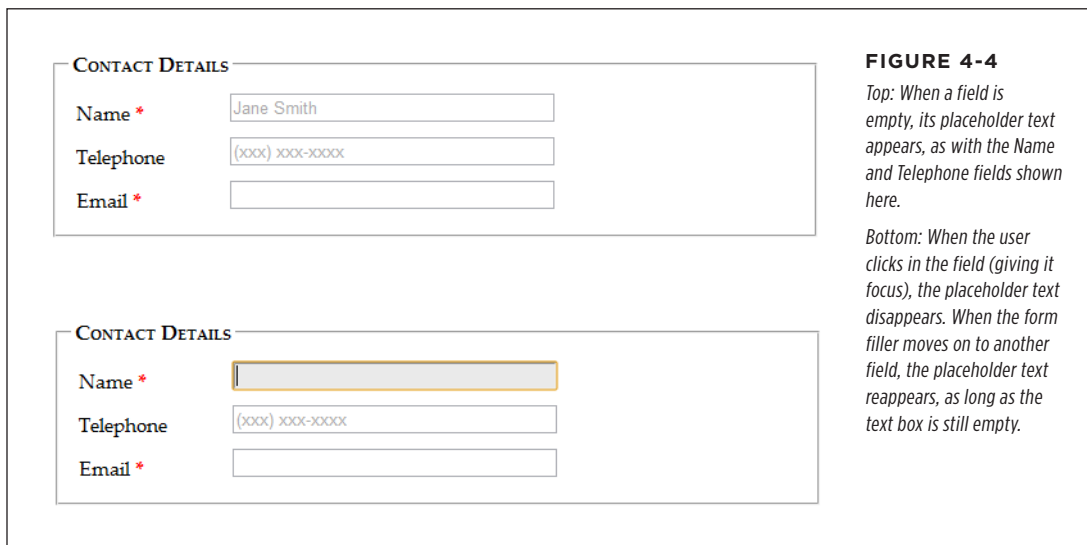 CONTACT DETAILS
Name *
Jane Smith
Telephone
(xxx) xxx-xxxx
Email *
CONTACT DETAILS
Name *
Telephone
(xxx) xxx-xxxx
Email *
FIGURE 4-4
Top: When a field is
empty, its placeholder text
appears, as with the Name
and Telephone fields shown
here.
Bottom: When the user
clicks in the field (giving it
focus), the placeholder text
disappears. When the form
filler moves on to another
field, the placeholder text
reappears, as long as the
text box is still empty.